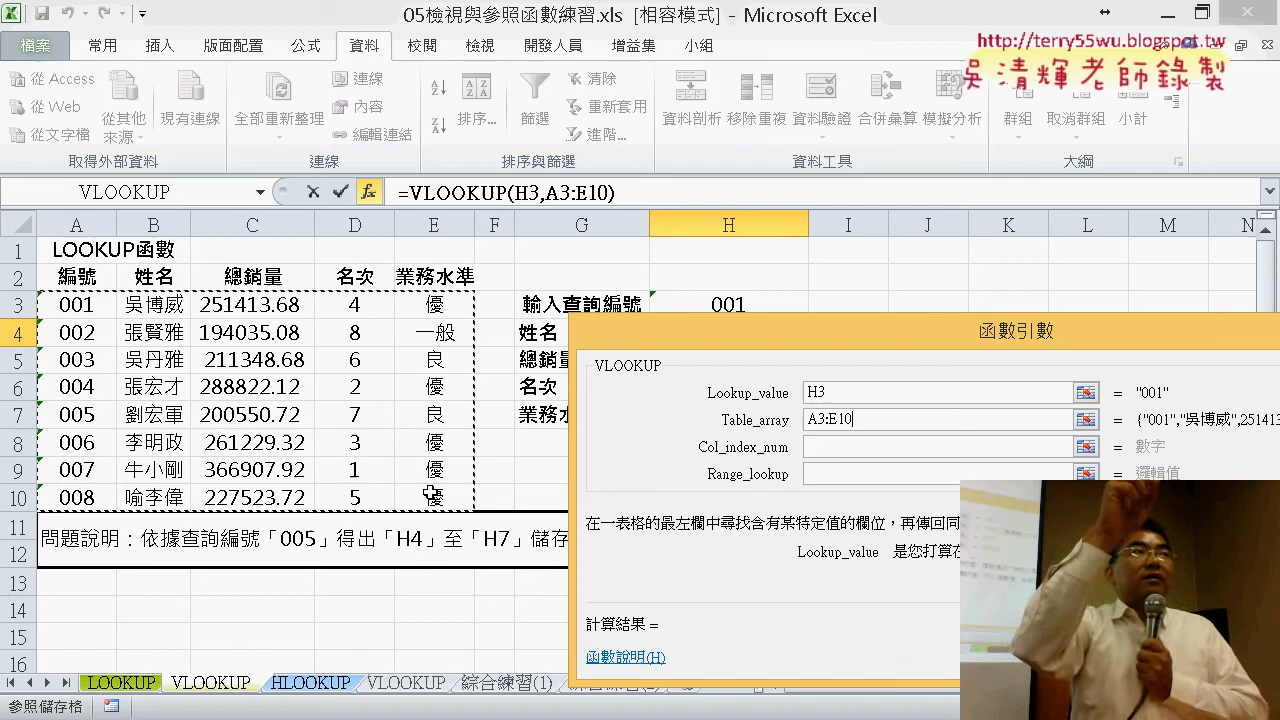 05檢視與參照函數練習.xls [相容模式] - Microsoft Excel
http://terry55wu.blogspot.tw
吳清輝老師錄製
檔案 常用 插入 版面配置 公式 資料 校閱 檢視 開發人員 增益集 小組
從 Access
從 Web
從文字檔
從其他來源
現有連線
全部重新整理
連線
內容
編輯連結
排序...
篩選
清除
重新套用
進階...
資料剖析 移除重複 資料驗證 合併彙算 模擬分析
群組 取消群組 小計
取得外部資料 連線 排序與篩選 資料工具 大綱
VLOOKUP
=VLOOKUP(H3,A3:E10)
A B C D E F G H I J K L M N
1 LOOKUP函數
2 編號 姓名 總銷量 名次 業務水準
3 001 吳博威 251413.68 4 優 輸入查詢編號 001
4 002 張賢雅 194035.08 8 一般 姓名
5 003 吳丹雅 211348.68 6 良 總銷量
6 004 張宏才 288822.12 2 優 名次
7 005 劉宏軍 200550.72 7 良 業務水
8 006 李明政 261229.32 3 優
9 007 牛小剛 366907.92 1 優
10 008 喻李偉 227523.72 5 優
11
問題說明：依據查詢編號「005」得出「H4」至「H7」儲存
12
13
14
15
16
函數引數
VLOOKUP
Lookup_value H3 = "001"
Table_array A3:E10 = {"001","吳博威",251413
Col_index_num = 數字
Range_lookup = 邏輯值
在一表格的最左欄中尋找含有某特定值的欄位，再傳回同
Lookup_value 是您打算在
計算結果 =
函數說明(H)
LOOKUP VLOOKUP HLOOKUP VLOOKUP 綜合練習(1)
參照儲存格